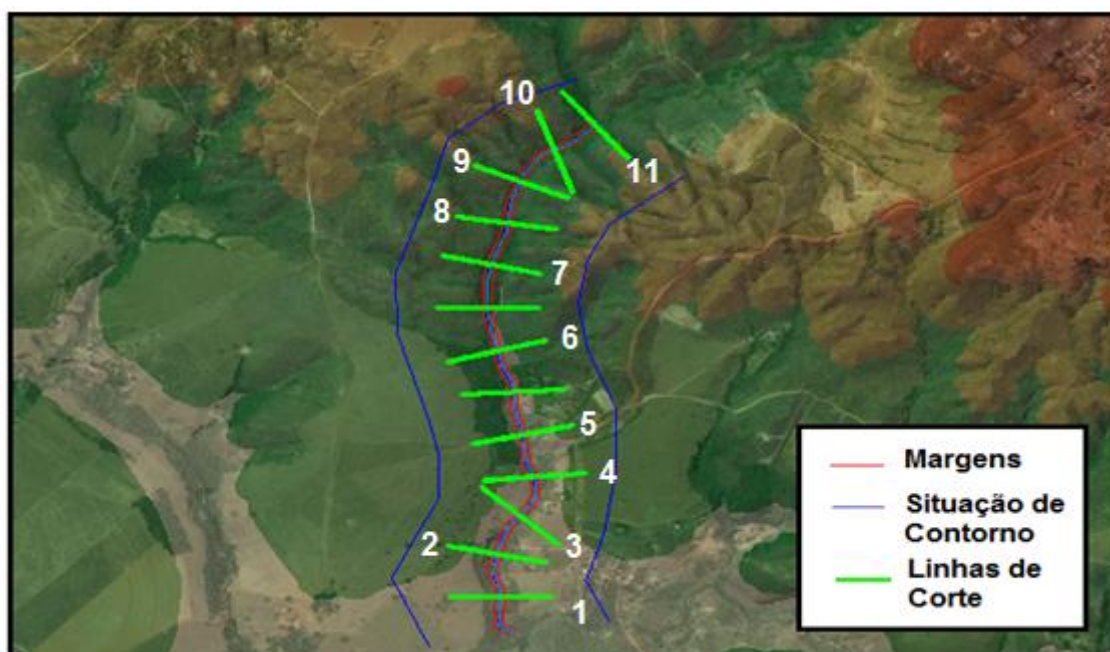 10
9
11
8
7
6
5
4
2
3
1
Margens
Situação de
Contorno
Linhas de
Corte